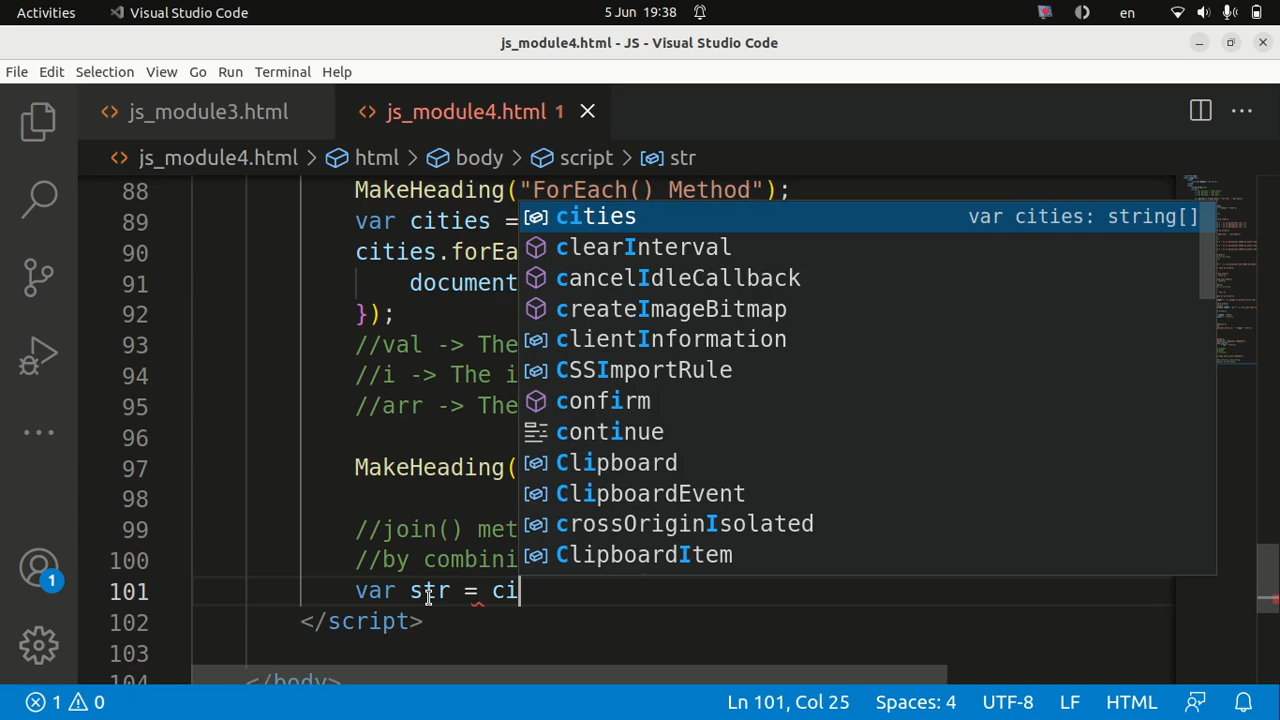 Activities Visual Studio Code 5 Jun 19:38 en
js_module4.html - JS - Visual Studio Code
File Edit Selection View Go Run Terminal Help
js_module3.html js_module4.html 1
js_module4.html > html > body > script > str
88 MakeHeading("ForEach() Method");
89 var cities =
90 cities.forEa
91 document
92 });
93 //val -> The
94 //i -> The i
95 //arr -> The
96
97 MakeHeading(
98
99 //join() met
100 //by combini
101 var str = ci
102 </script>
103
104 </body>
cities var cities: string[]
clearInterval
cancelIdleCallback
createImageBitmap
clientInformation
CSSImportRule
confirm
continue
Clipboard
ClipboardEvent
crossOriginIsolated
ClipboardItem
1
1 0 Ln 101, Col 25 Spaces: 4 UTF-8 LF HTML